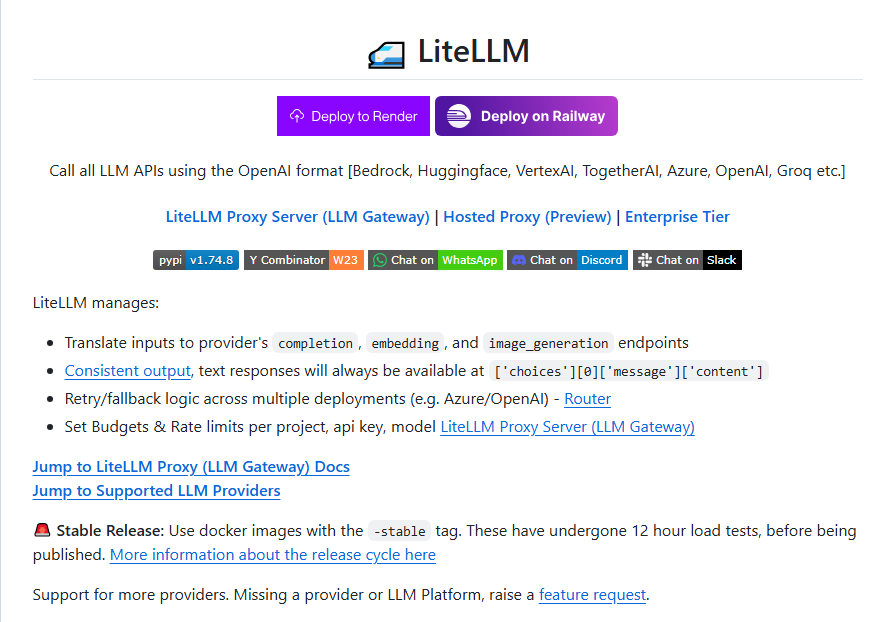 LiteLLM
Deploy to Render
Deploy on Railway
Call all LLM APIs using the OpenAI format [Bedrock, Huggingface, VertexAI, TogetherAI, Azure, OpenAI, Groq etc.]
LiteLLM Proxy Server (LLM Gateway) | Hosted Proxy (Preview) | Enterprise Tier
pypi v1.74.8 Y Combinator W23 Chat on WhatsApp Chat on Discord Chat on Slack
LiteLLM manages:
• Translate inputs to provider's completion, embedding, and image_generation endpoints
• Consistent output, text responses will always be available at ['choices'][0]['message']['content']
• Retry/fallback logic across multiple deployments (e.g. Azure/OpenAI) - Router
• Set Budgets & Rate limits per project, api key, model LiteLLM Proxy Server (LLM Gateway)
Jump to LiteLLM Proxy (LLM Gateway) Docs
Jump to Supported LLM Providers
🚨 Stable Release: Use docker images with the -stable tag. These have undergone 12 hour load tests, before being
published. More information about the release cycle here
Support for more providers. Missing a provider or LLM Platform, raise a feature request.